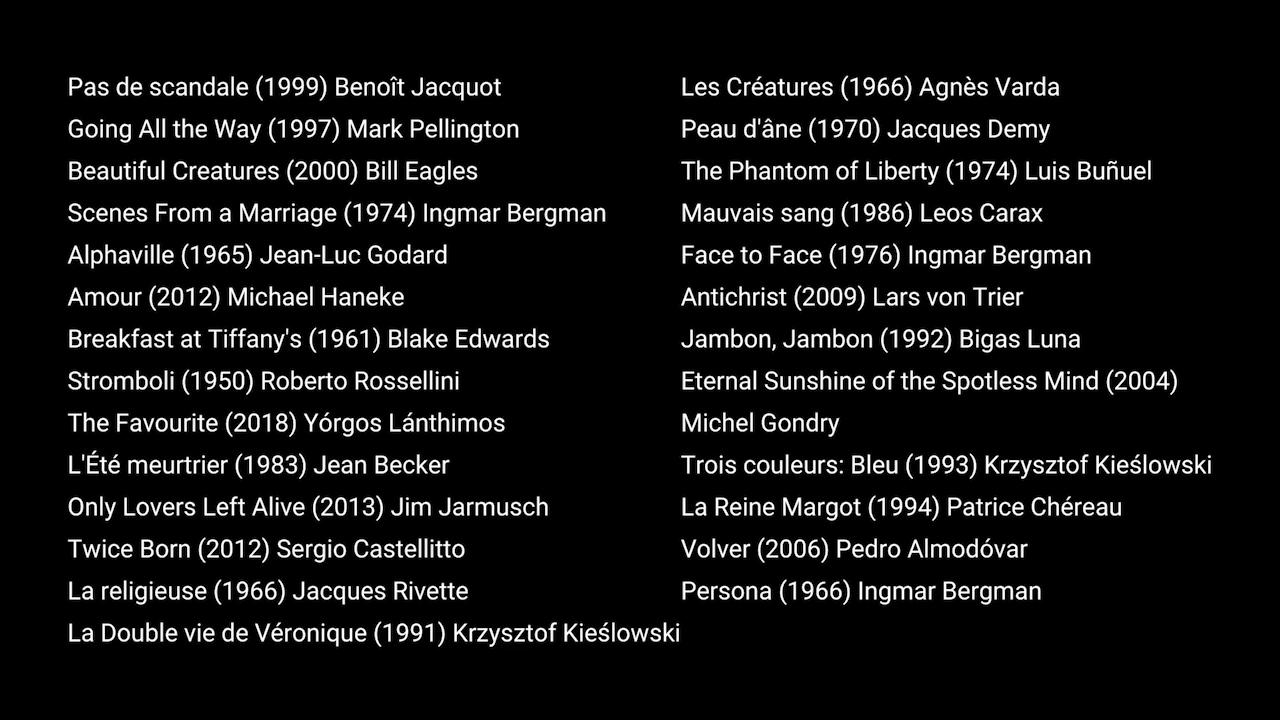 Pas de scandale (1999) Benoît Jacquot
Going All the Way (1997) Mark Pellington
Beautiful Creatures (2000) Bill Eagles
Scenes From a Marriage (1974) Ingmar Bergman
Alphaville (1965) Jean-Luc Godard
Amour (2012) Michael Haneke
Breakfast at Tiffany's (1961) Blake Edwards
Stromboli (1950) Roberto Rossellini
The Favourite (2018) Yórgos Lánthimos
L'Été meurtrier (1983) Jean Becker
Only Lovers Left Alive (2013) Jim Jarmusch
Twice Born (2012) Sergio Castellitto
La religieuse (1966) Jacques Rivette
La Double vie de Véronique (1991) Krzysztof Kieślowski
Les Créatures (1966) Agnès Varda
Peau d'âne (1970) Jacques Demy
The Phantom of Liberty (1974) Luis Buñuel
Mauvais sang (1986) Leos Carax
Face to Face (1976) Ingmar Bergman
Antichrist (2009) Lars von Trier
Jambon, Jambon (1992) Bigas Luna
Eternal Sunshine of the Spotless Mind (2004)
Michel Gondry
Trois couleurs: Bleu (1993) Krzysztof Kieślowski
La Reine Margot (1994) Patrice Chéreau
Volver (2006) Pedro Almodóvar
Persona (1966) Ingmar Bergman